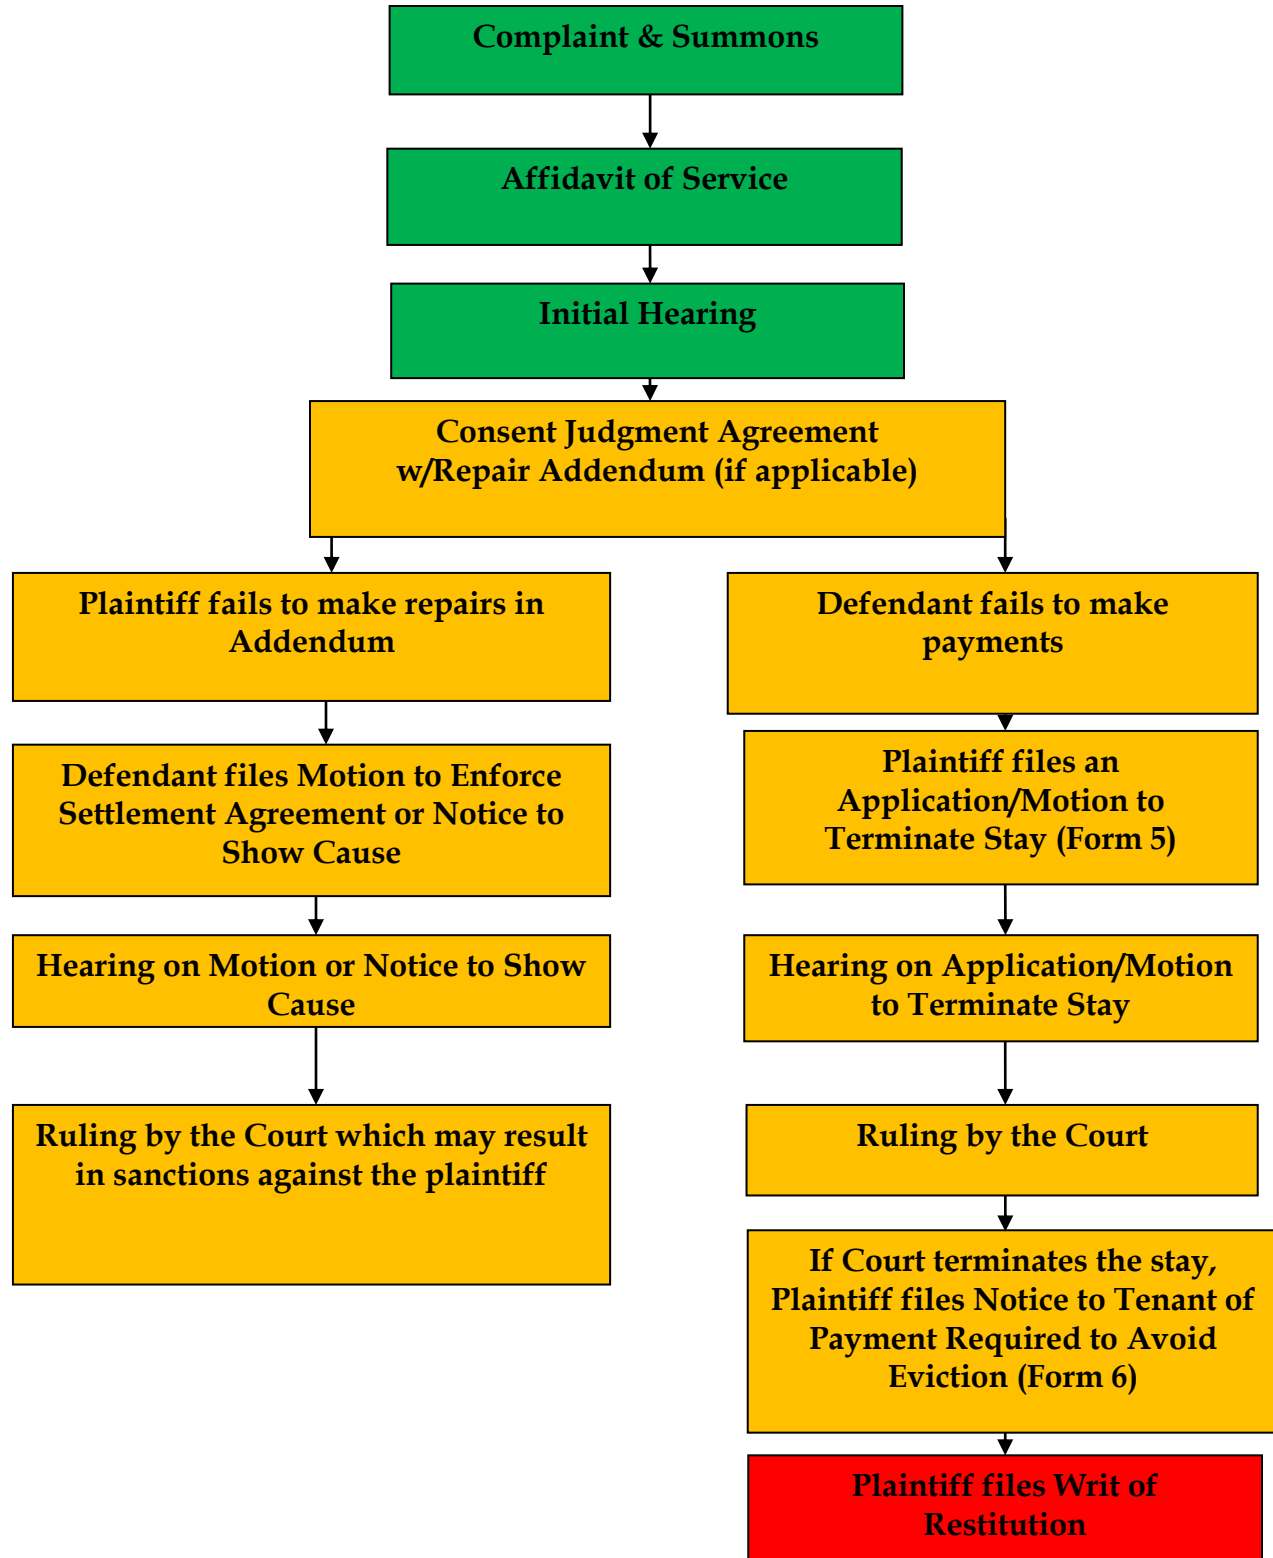 Complaint & Summons
Affidavit of Service
Initial Hearing
Consent Judgment Agreement
w/Repair Addendum (if applicable)
Plaintiff fails to make repairs in
Addendum
Defendant files Motion to Enforce
Settlement Agreement or Notice to
Show Cause
Hearing on Motion or Notice to Show
Cause
Ruling by the Court which may result
in sanctions against the plaintiff
Defendant fails to make
payments
Plaintiff files an
Application/Motion to
Terminate Stay (Form 5)
Hearing on Application/Motion
to Terminate Stay
Ruling by the Court
If Court terminates the stay,
Plaintiff files Notice to Tenant of
Payment Required to Avoid
Eviction (Form 6)
Plaintiff files Writ of
Restitution